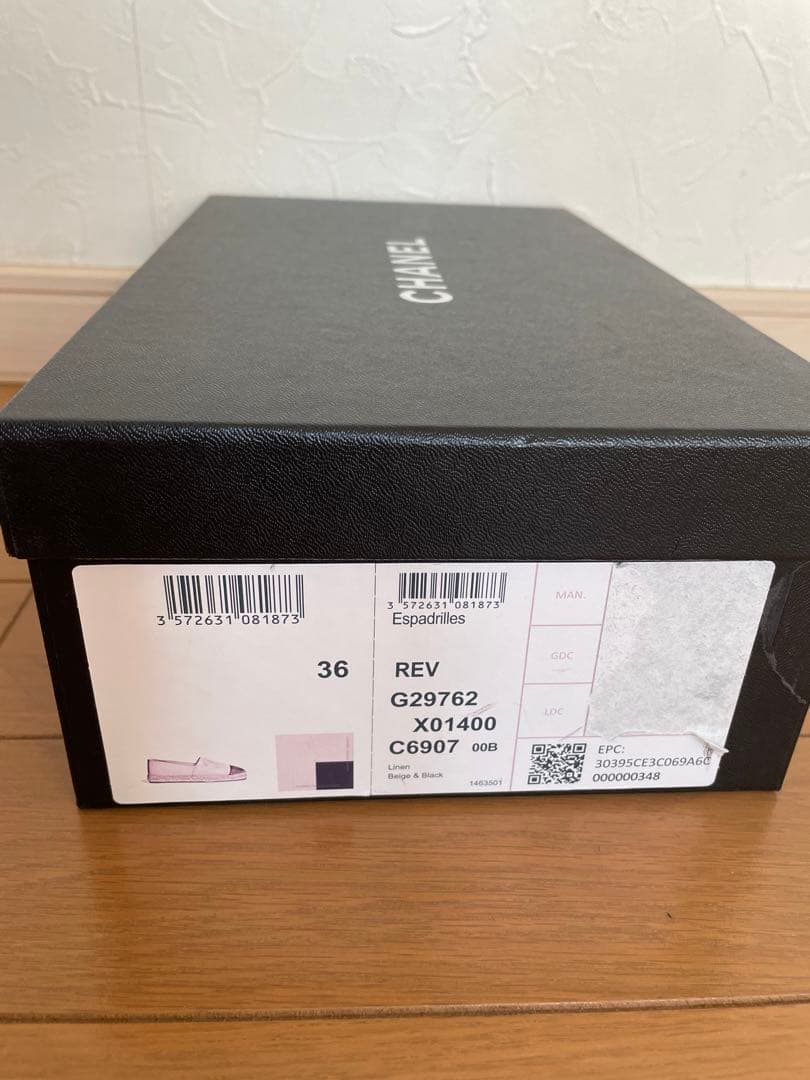 CHANEL
3 572631 081873
36
3 572631 081873
Espadrilles
REV
G29762
X01400
C6907 00B
Linen
Beige & Black
1463501
MAN.
GDC
LDC
EPC:
30395CE3C069A6C
000000348